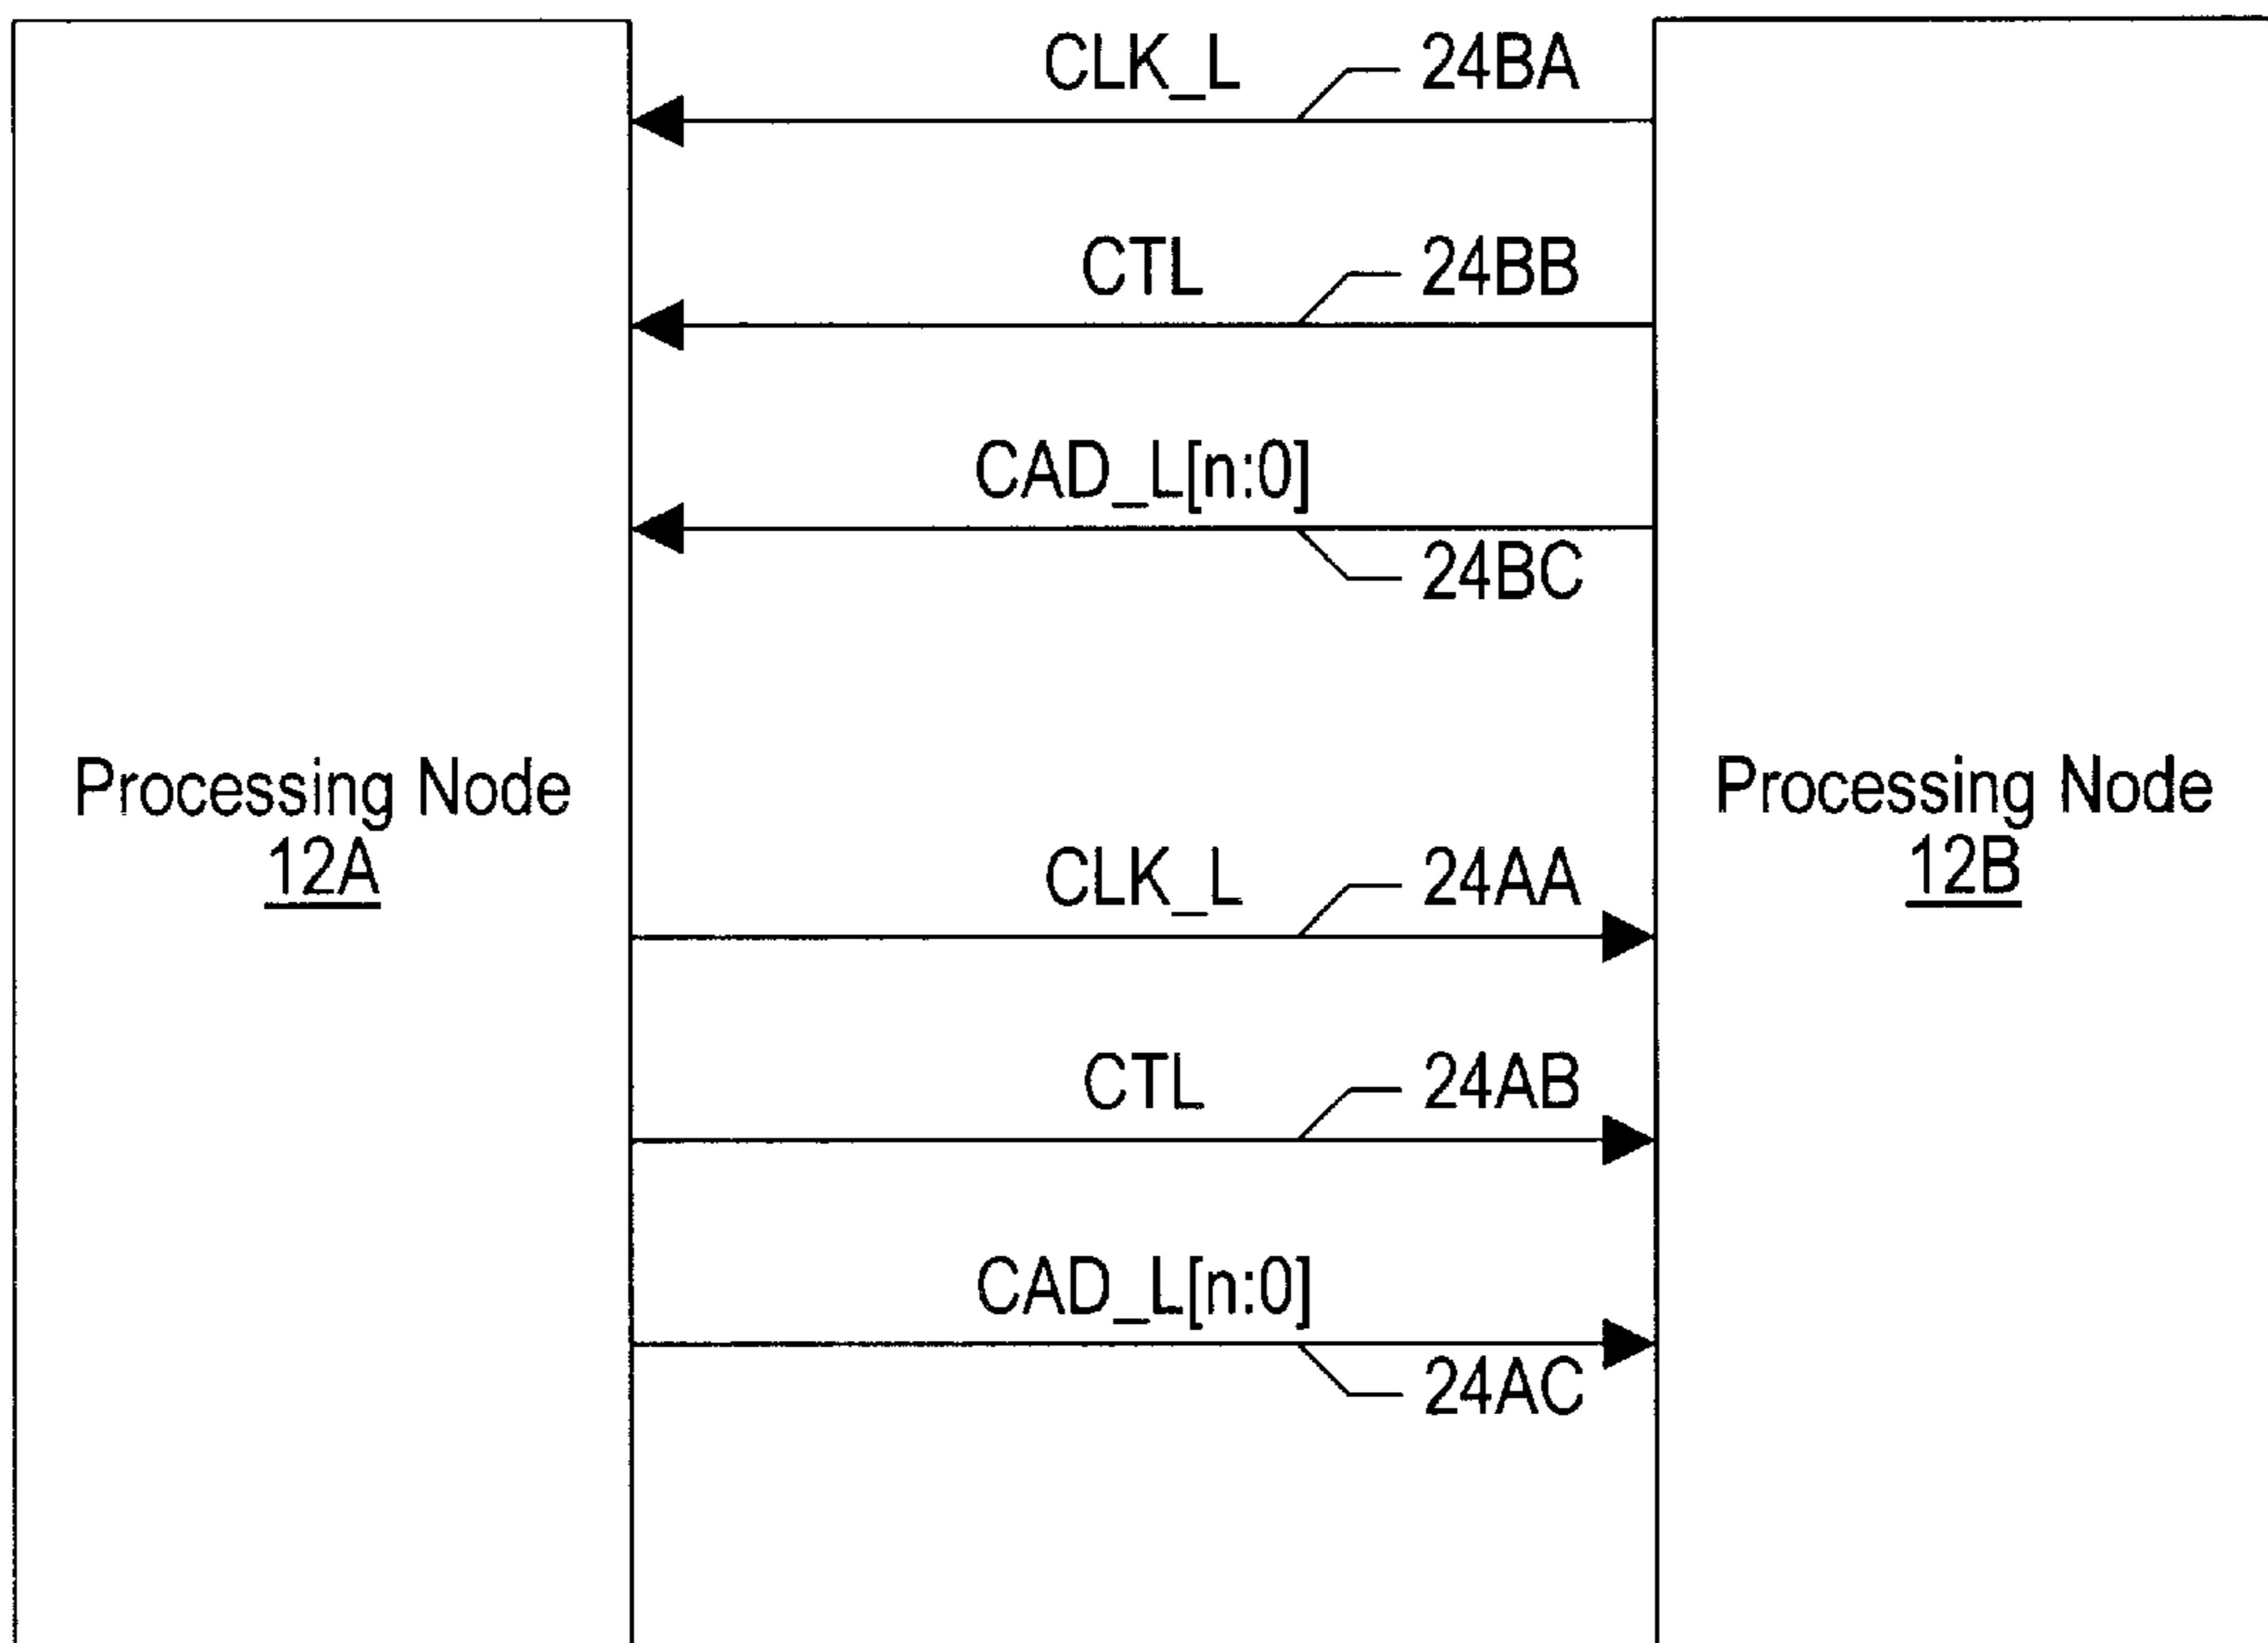 CLK_L 24BA
CTL 24BB
CAD_L[n:0]
24BC
Processing Node
12A
Processing Node
12B
CLK_L 24AA
CTL 24AB
CAD_L[n:0]
24AC